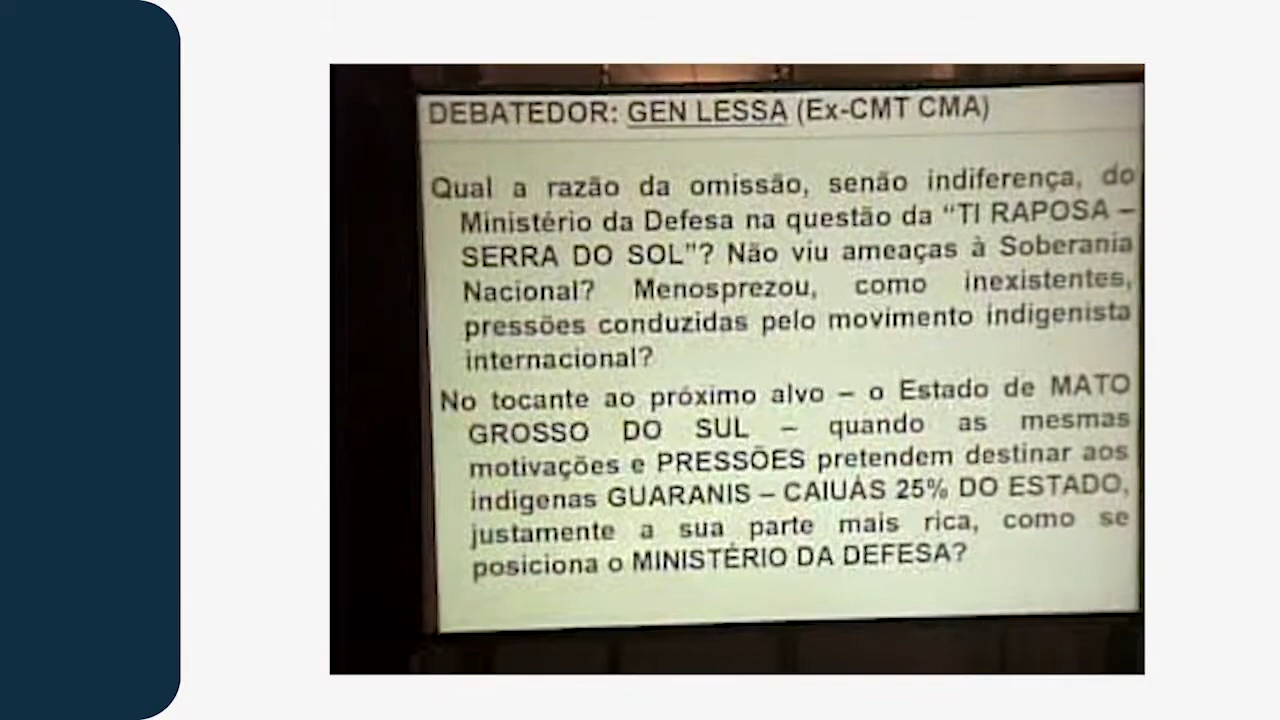 DEBATEDOR: GEN LESSA (Ex-CMT CMA)
Qual a razão da omissão, senão indiferença, do
Ministério da Defesa na questão da “TI RAPOSA –
SERRA DO SOL”? Não viu ameaças à Soberania
Nacional? Menosprezou, como inexistentes,
pressões conduzidas pelo movimento indigenista
internacional?
No tocante ao próximo alvo – o Estado de MATO
GROSSO DO SUL – quando as mesmas
motivações e PRESSÕES pretendem destinar aos
indigenas GUARANIS – CAIUÁS 25% DO ESTADO,
justamente a sua parte mais rica, como se
posiciona o MINISTÉRIO DA DEFESA?